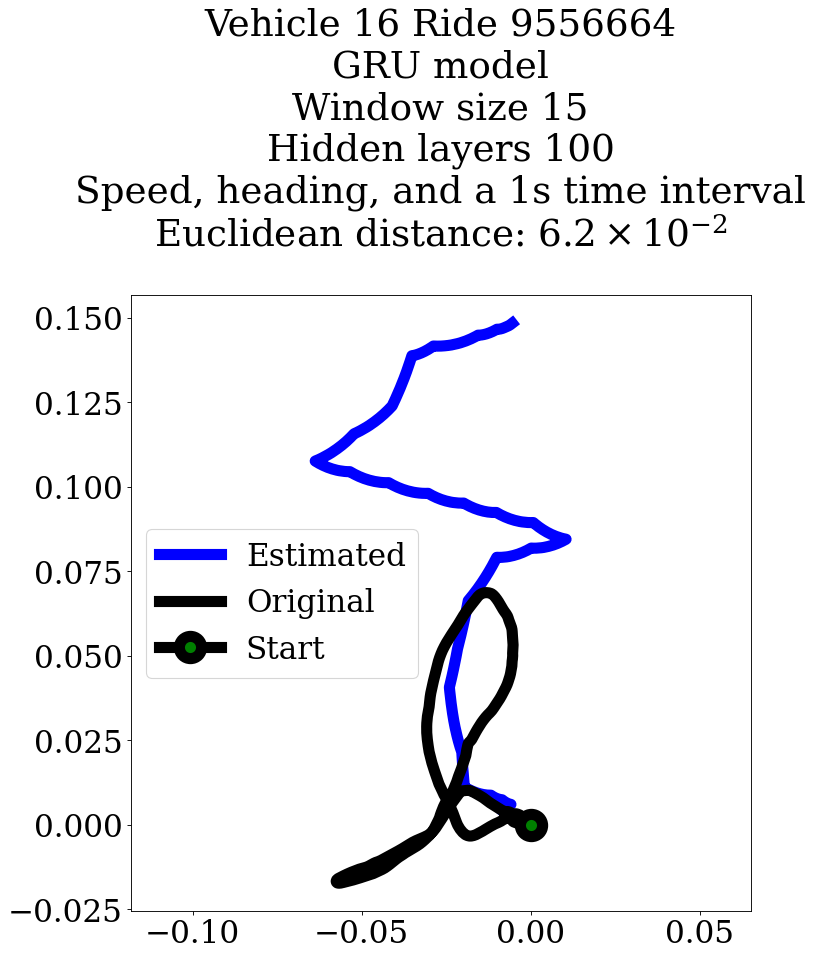 Vehicle 16 Ride 9556664
GRU model
Window size 15
Hidden layers 100
Speed, heading, and a 1s time interval
Euclidean distance: 6.2 × 10⁻²
0.150
0.125
0.100
0.075
0.050
0.025
0.000
−0.025
Estimated
Original
Start
−0.10 −0.05 0.00 0.05